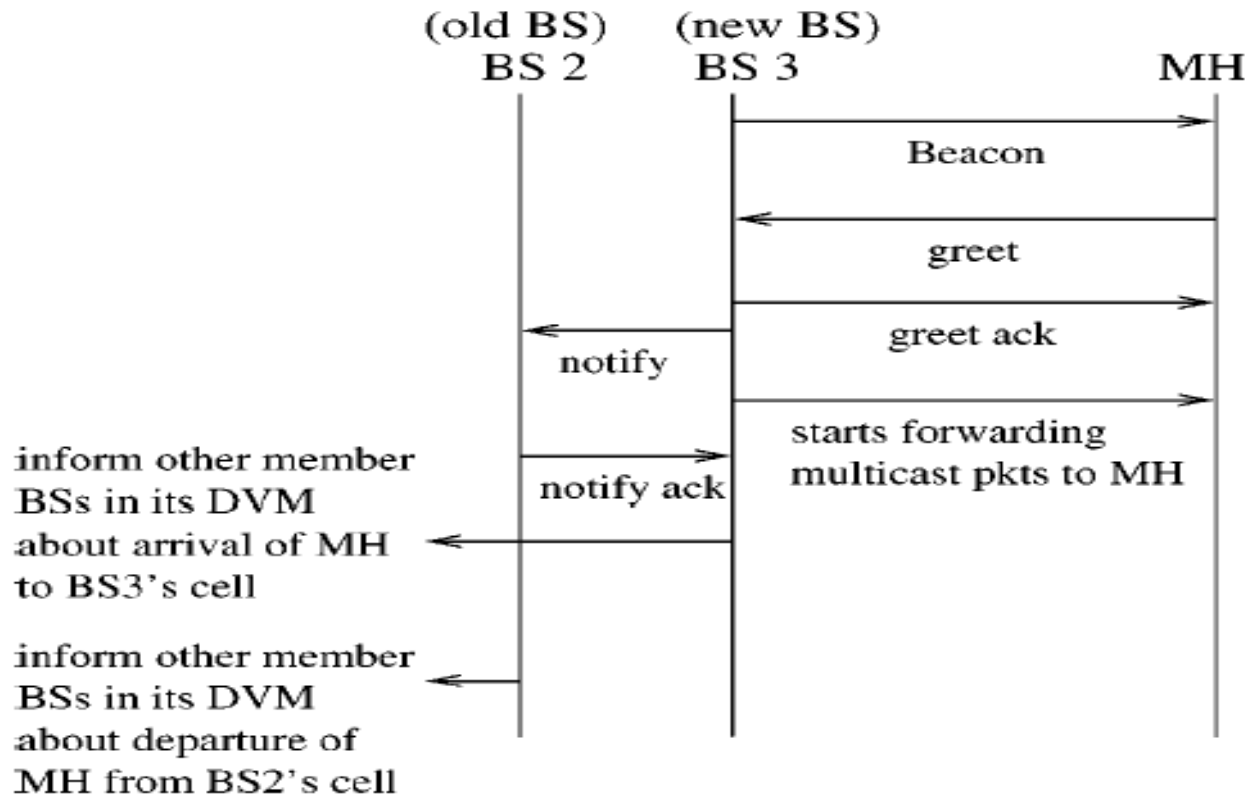 (old BS) (new BS)
BS 2 BS 3 MH
Beacon
greet
greet ack
notify
starts forwarding
multicast pkts to MH
notify ack
inform other member
BSs in its DVM
about arrival of MH
to BS3's cell
inform other member
BSs in its DVM
about departure of
MH from BS2's cell